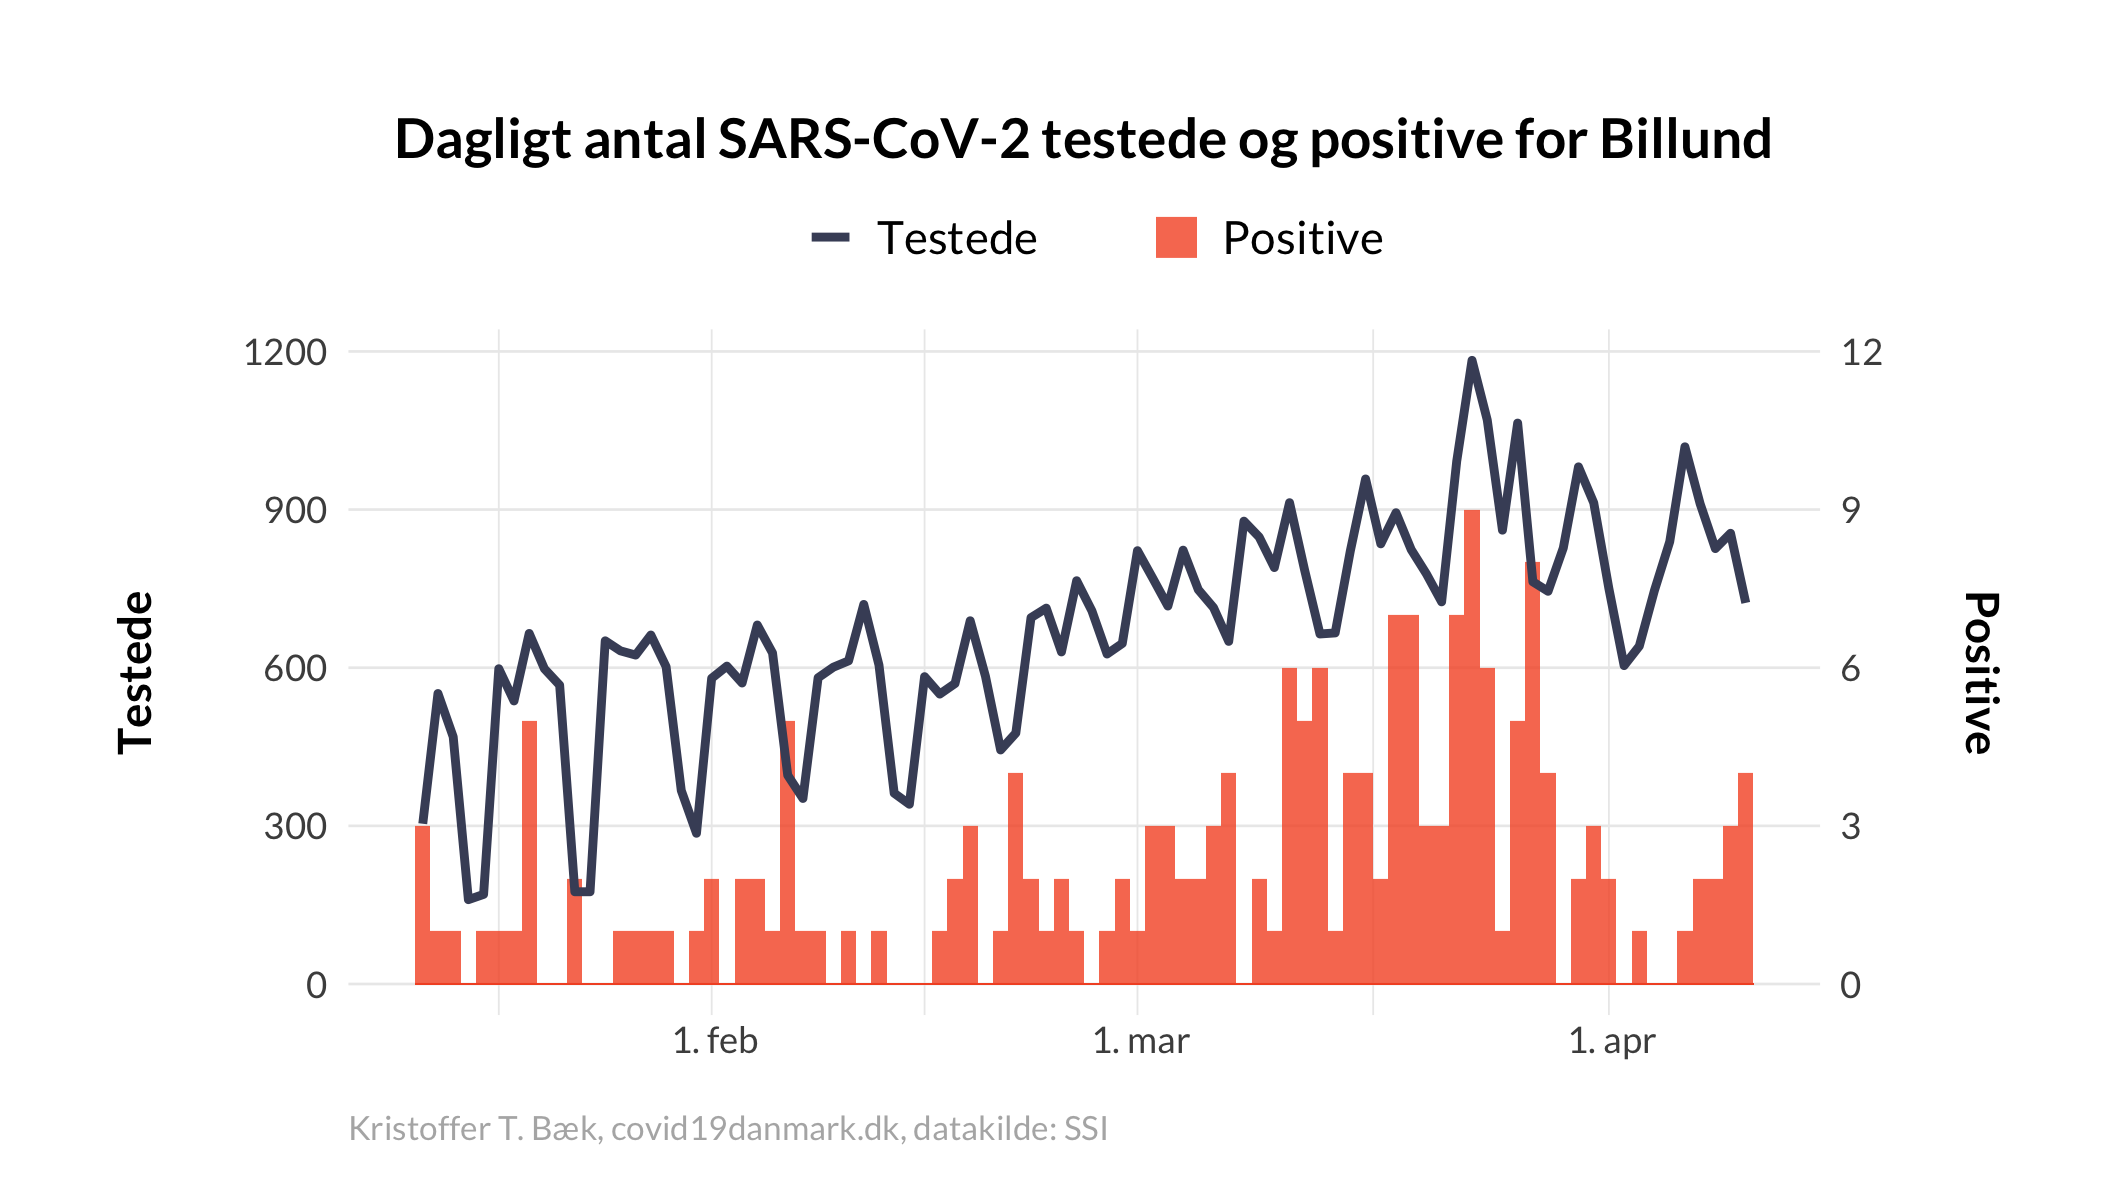 Dagligt antal SARS-CoV-2 testede og positive for Billund
Testede
Positive
1200
900
600
300
0
Testede
12
9
6
3
0
Positive
1. feb
1. mar
1. apr
Kristoffer T. Bæk, covid19danmark.dk, datakilde: SSI